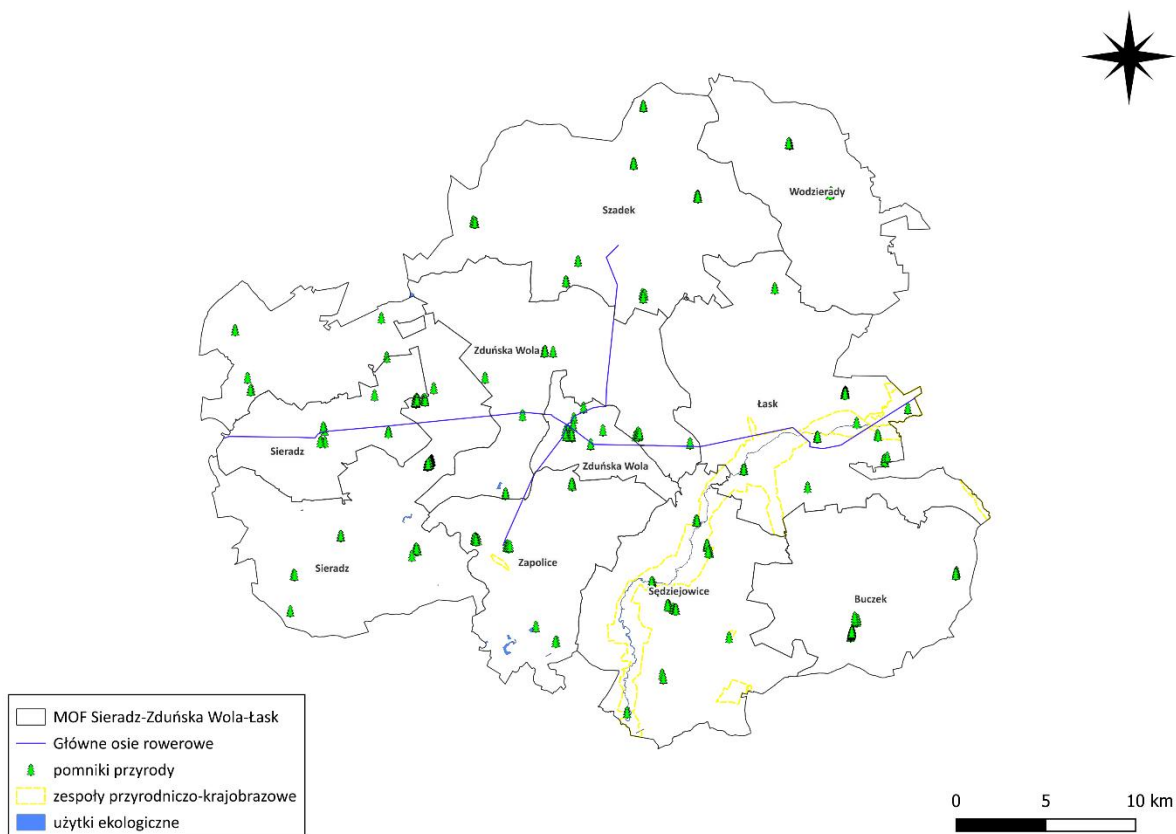 Wodzierady
Szadek
Zduńska Wola
Łask
Sieradz
Zduńska Wola
Sieradz
Zapolice
Sędziejowice
Buczek
MOF Sieradz-Zduńska Wola-Łask
Główne osie rowerowe
pomniki przyrody
zespoły przyrodniczo-krajobrazowe
użytki ekologiczne
0 5 10 km